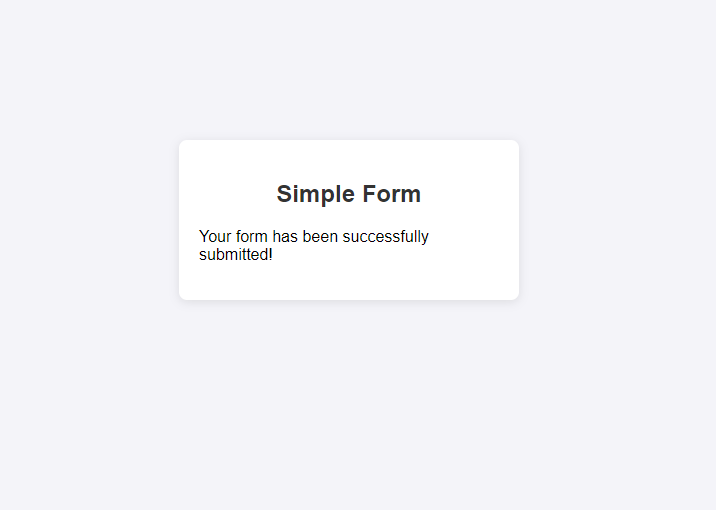 Simple Form
Your form has been successfully
submitted!